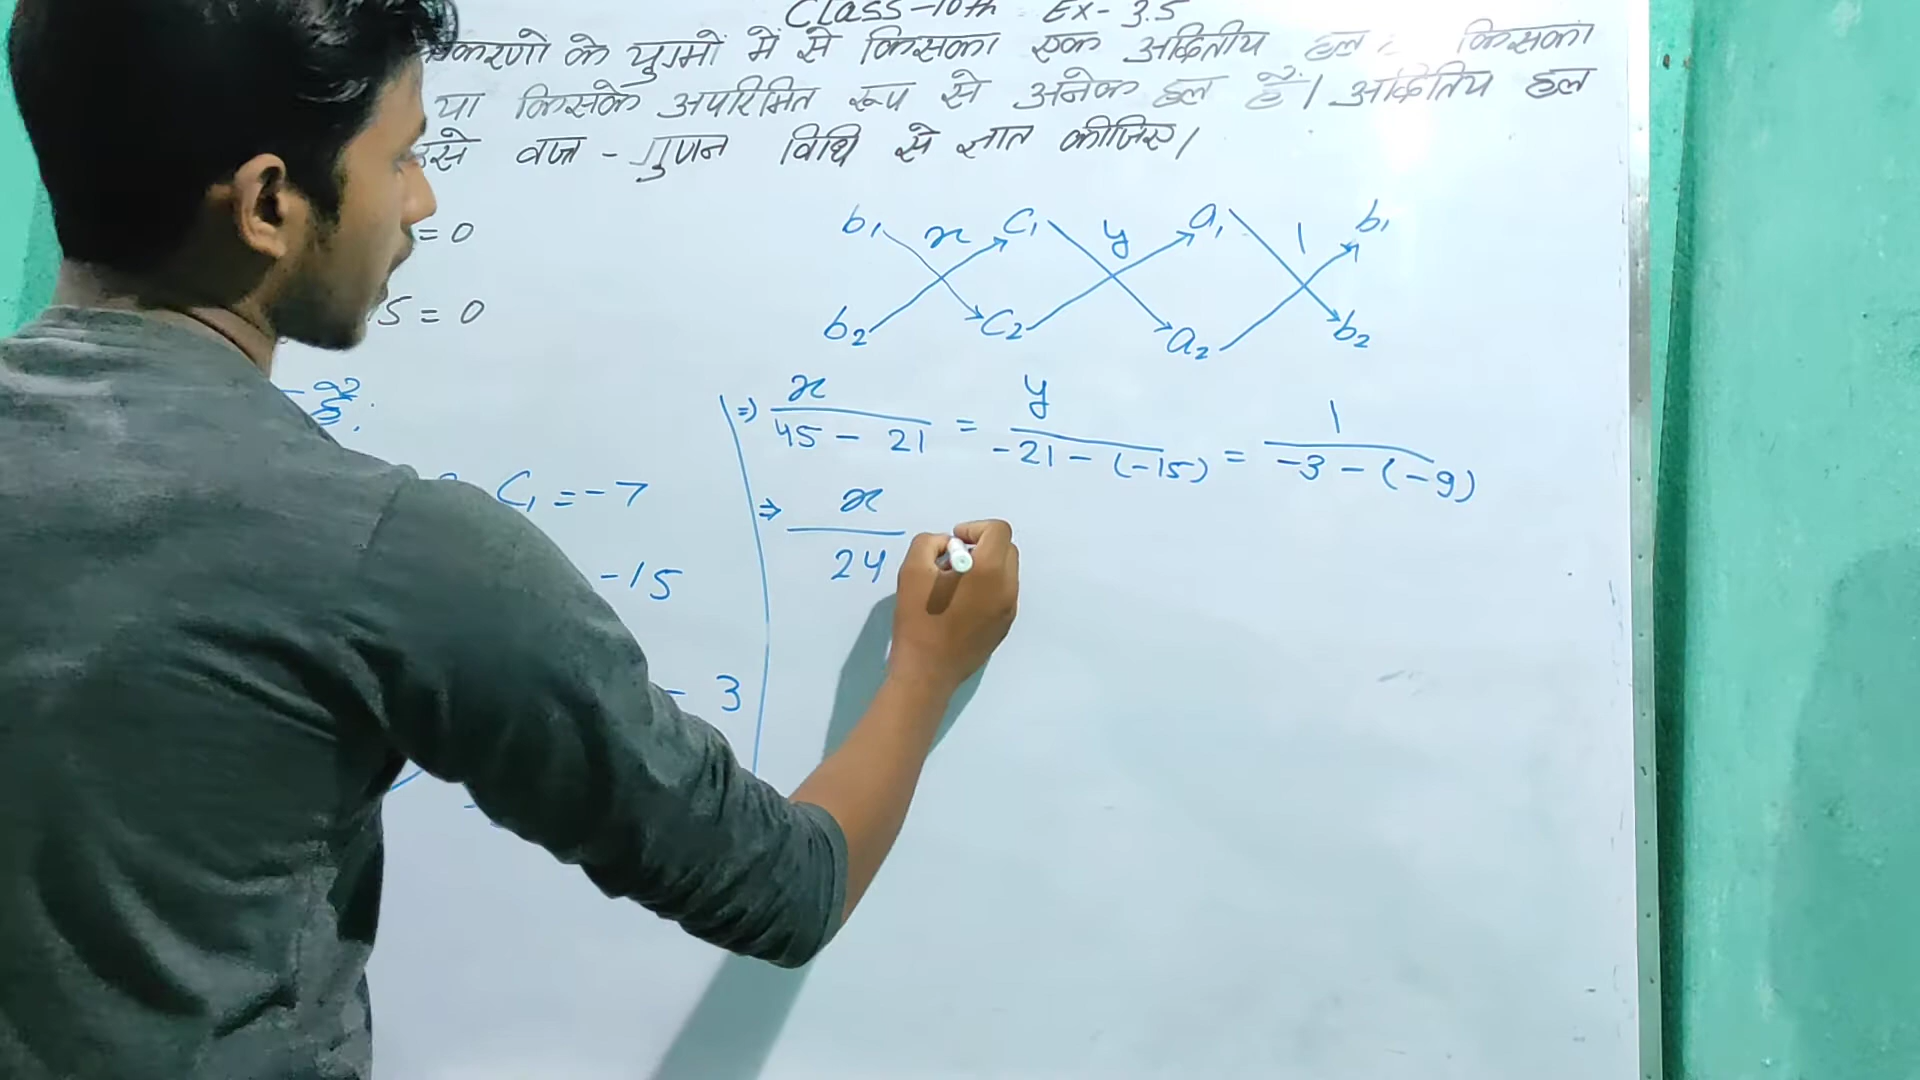 Class-10th Ex-3.5
करणो के युग्मों में से किसका एक अद्वितीय हल किसका
या किसके अपरिमित रूप से अनेक हल हैं। अद्वितिय हल
उसे वज्र-गुणन विधि से ज्ञात कीजिए।
= 0
5 = 0
हैं:
C₁ = -7
-15
- 3
b₁ x C₁ y a₁ 1 b₁
b₂ C₂ a₂ b₂
⇒ x/(45 - 21) = y/(-21 - (-15)) = 1/(-3 - (-9))
⇒ x/24